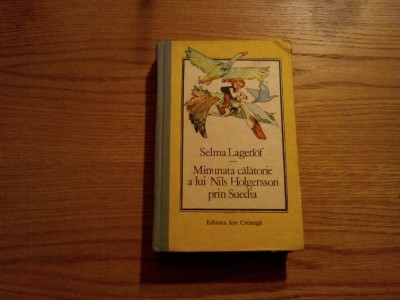 Selma Lagerlöf
Minunata călătorie
a lui Nils Holgersson
prin Suedia
Editura Ion Creangă